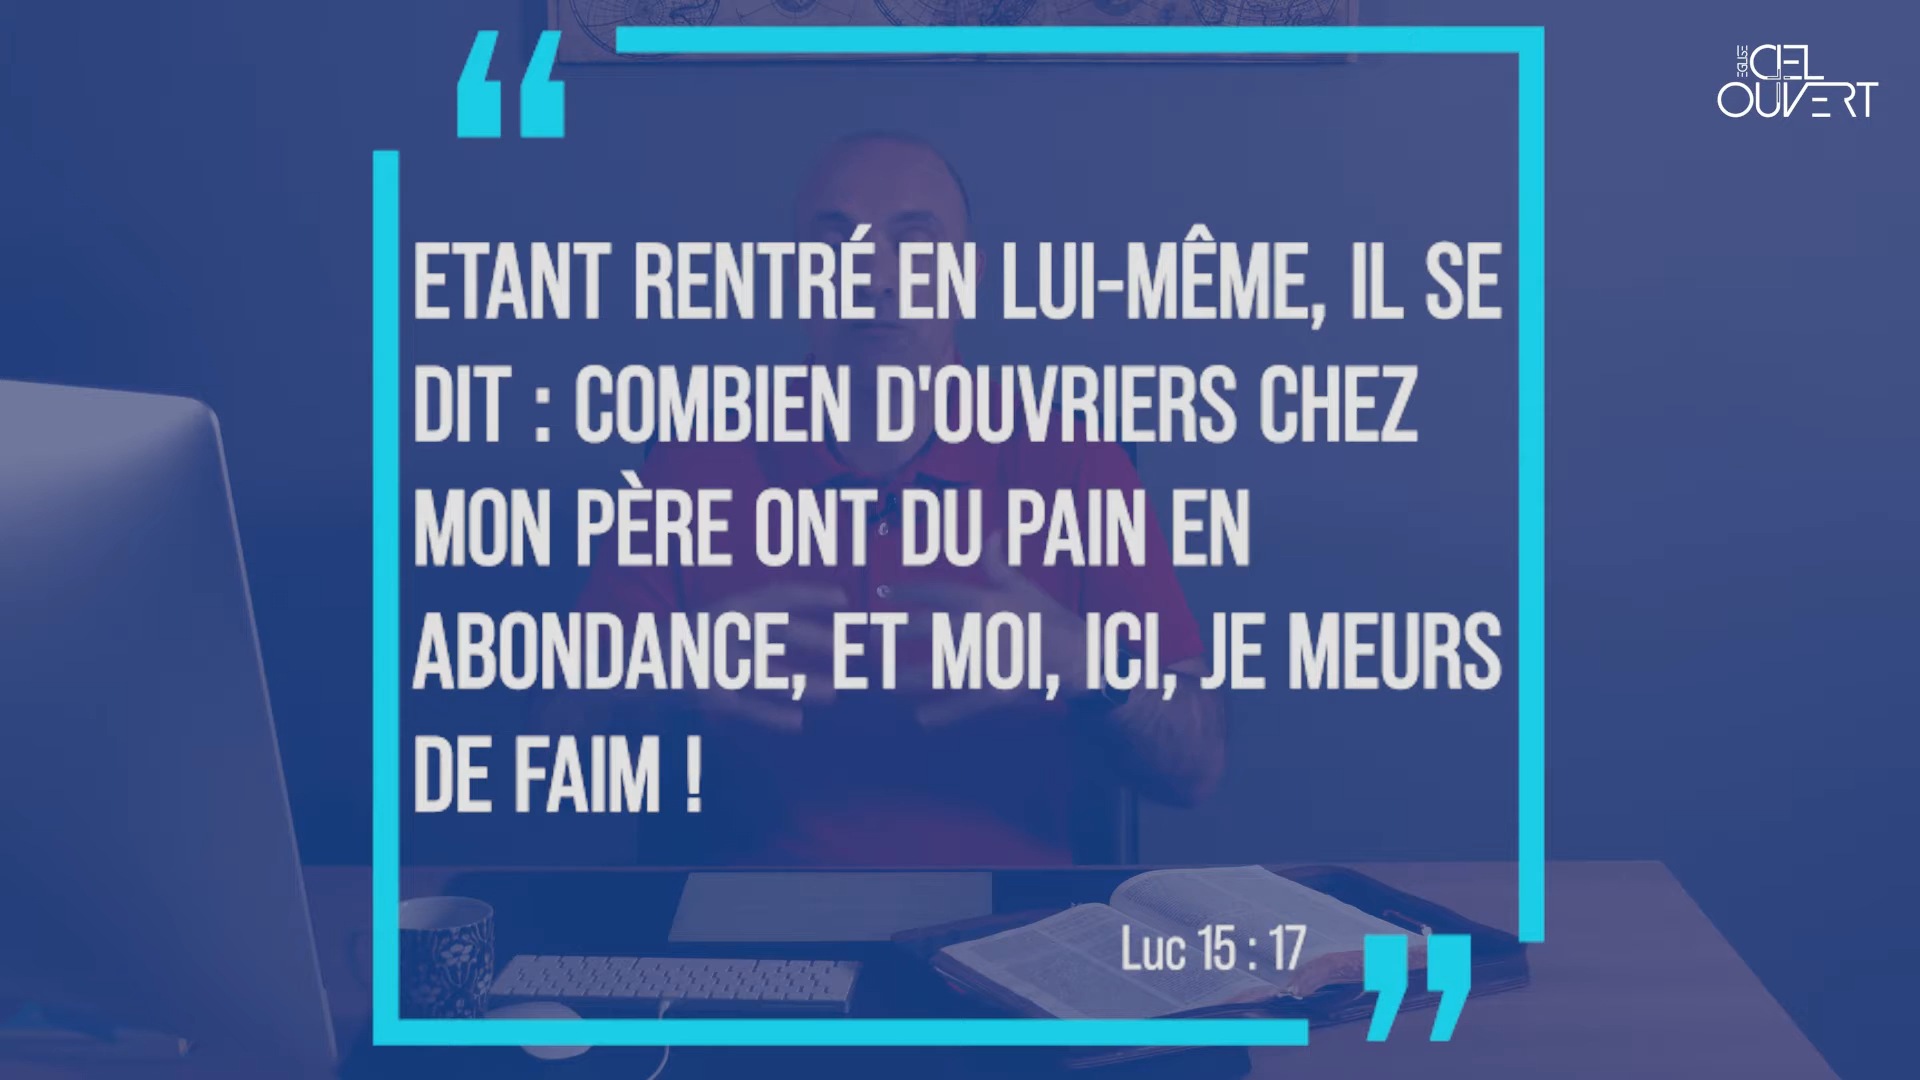 ÉGLISE CIEL
OUVERT
ETANT RENTRÉ EN LUI-MÊME, IL SE
DIT : COMBIEN D'OUVRIERS CHEZ
MON PÈRE ONT DU PAIN EN
ABONDANCE, ET MOI, ICI, JE MEURS
DE FAIM !
Luc 15 : 17